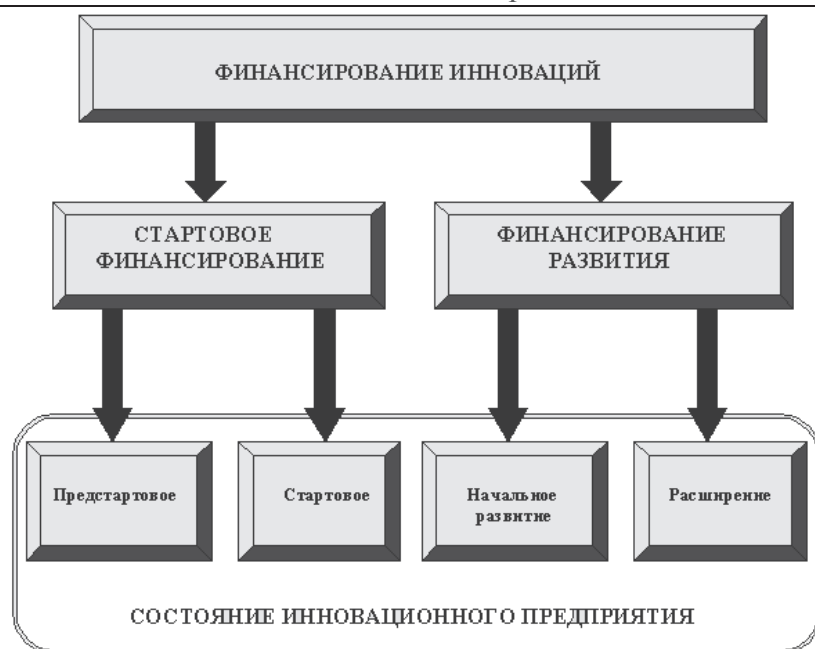 ФИНАНСИРОВАНИЕ ИННОВАЦИЙ
СТАРТОВОЕ
ФИНАНСИРОВАНИЕ
ФИНАНСИРОВАНИЕ
РАЗВИТИЯ
Предстартовое
Стартовое
Начальное
развитие
Расширение
СОСТОЯНИЕ ИННОВАЦИОННОГО ПРЕДПРИЯТИЯ